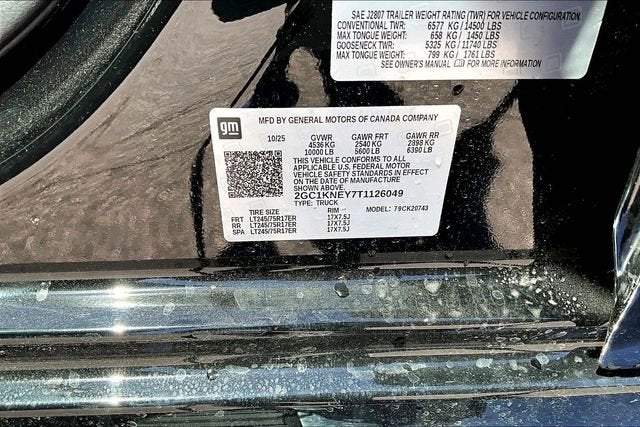 SAE J2807 TRAILER WEIGHT RATING (TWR) FOR VEHICLE CONFIGURATION.
CONVENTIONAL TWR: 6577 KG / 14500 LBS
MAX TONGUE WEIGHT: 658 KG / 1450 LBS
GOOSENECK TWR: 5325 KG / 11740 LBS
MAX TONGUE WEIGHT: 799 KG / 1761 LBS
SEE OWNER'S MANUAL FOR MORE INFORMATION
gm
MFD BY GENERAL MOTORS OF CANADA COMPANY
10/25 GVWR GAWR FRT GAWR RR
4536 KG 2540 KG 2898 KG
10000 LB 5600 LB 6390 LB
THIS VEHICLE CONFORMS TO ALL
APPLICABLE U.S. FEDERAL MOTOR
VEHICLE SAFETY STANDARDS IN EFFECT
ON THE DATE OF MANUFACTURE
SHOWN ABOVE.
2GC1KNEY7T1126049
TYPE: TRUCK MODEL: 79CK20743
TIRE SIZE RIM
FRT LT245/75R17ER 17X7.5J
RR LT245/75R17ER 17X7.5J
SPA LT245/75R17ER 17X7.5J